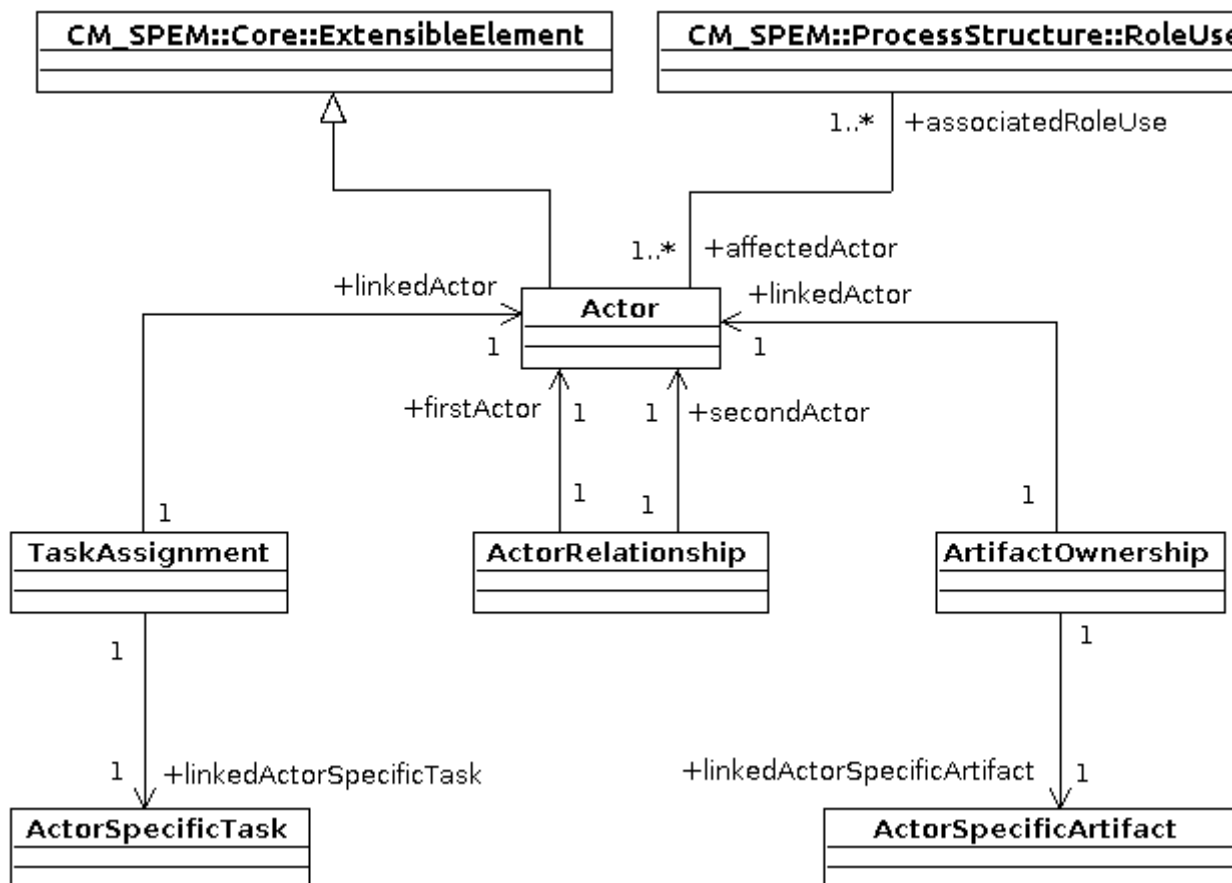 CM_SPEM::Core::ExtensibleElement
CM_SPEM::ProcessStructure::RoleUse
1..* +associatedRoleUse
1..* +affectedActor
+linkedActor
+linkedActor
Actor
1
1
+firstActor 1
1 +secondActor
1
1
1
1
TaskAssignment
ActorRelationship
ArtifactOwnership
1
1
1 +linkedActorSpecificTask
+linkedActorSpecificArtifact 1
ActorSpecificTask
ActorSpecificArtifact